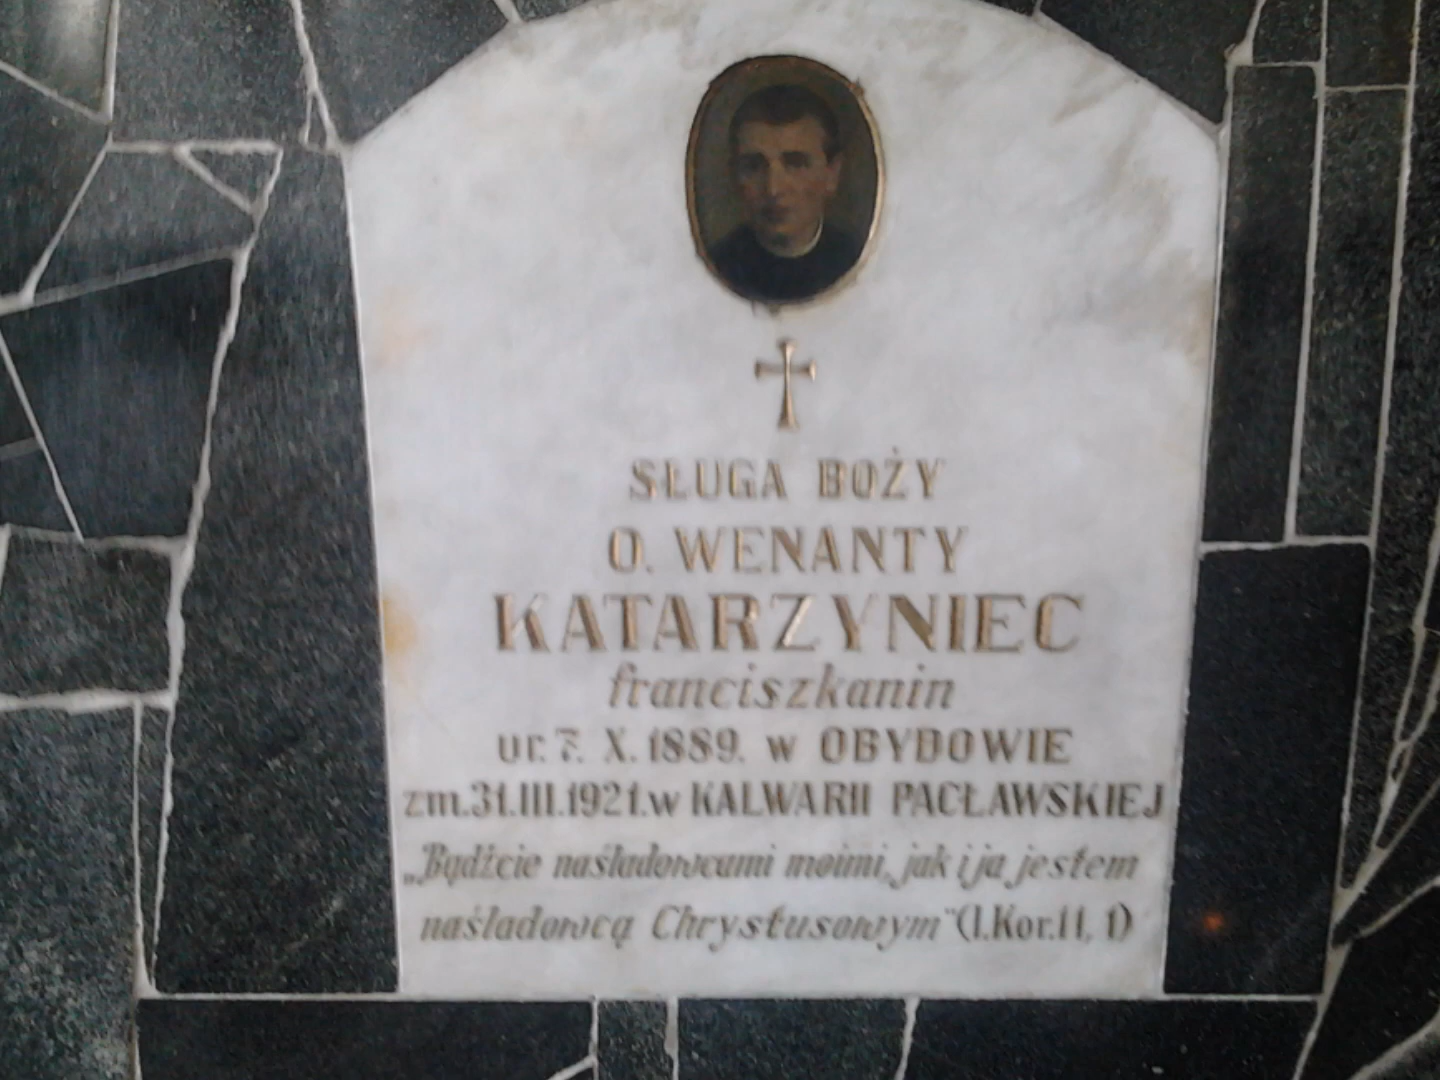 SŁUGA BOŻY
O. WENANTY
KATARZYNIEC
franciszkanin
ur. 7. X. 1889. w OBYDOWIE
zm. 31.III.1921. w KALWARII PACŁAWSKIEJ
„Bądźcie naśladowcami moimi, jak i ja jestem
naśladowcą Chrystusowym" (I. Kor. 11, 1)